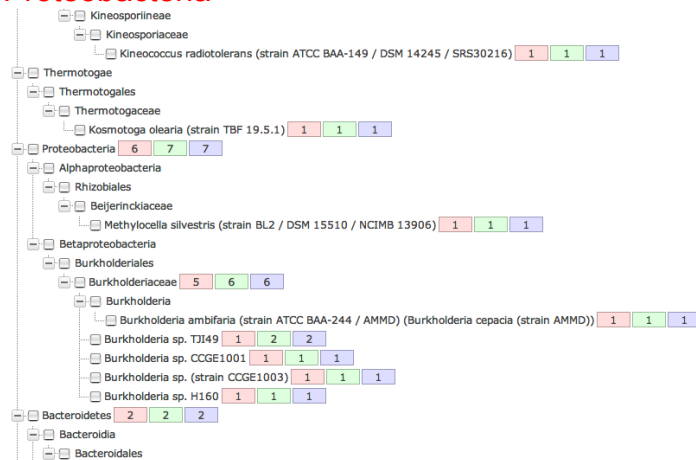 Proteobacteria
Kineosporiineae
Kineosporiaceae
Kineococcus radiotolerans (strain ATCC BAA-149 / DSM 14245 / SRS30216) 1 1 1
Thermotogae
Thermotogales
Thermotogaceae
Kosmotoga olearia (strain TBF 19.5.1) 1 1 1
Proteobacteria 6 7 7
Alphaproteobacteria
Rhizobiales
Beijerinckiaceae
Methylocella silvestris (strain BL2 / DSM 15510 / NCIMB 13906) 1 1 1
Betaproteobacteria
Burkholderiales
Burkholderiaceae 5 6 6
Burkholderia
Burkholderia ambifaria (strain ATCC BAA-244 / AMMD) (Burkholderia cepacia (strain AMMD)) 1 1 1
Burkholderia sp. TJI49 1 2 2
Burkholderia sp. CCGE1001 1 1 1
Burkholderia sp. (strain CCGE1003) 1 1 1
Burkholderia sp. H160 1 1 1
Bacteroidetes 2 2 2
Bacteroidia
Bacteroidales